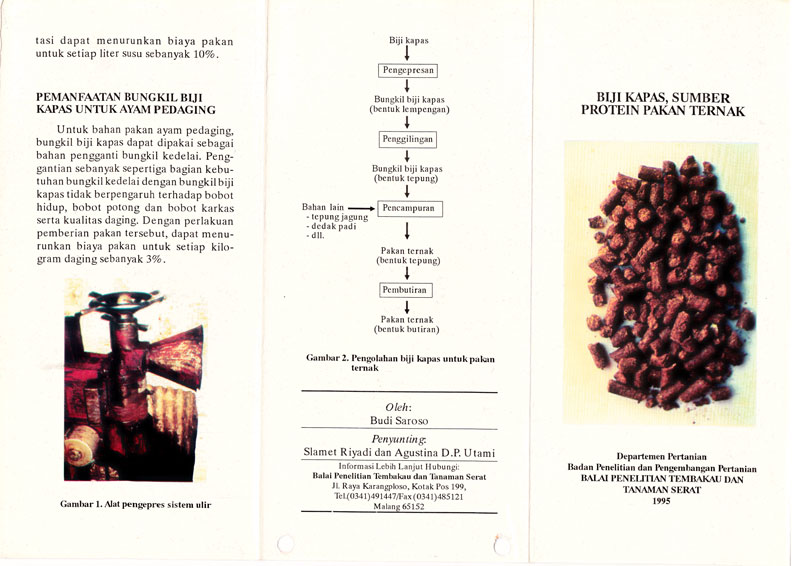 tasi dapat menurunkan biaya pakan
untuk setiap liter susu sebanyak 10%.
PEMANFAATAN BUNGKIL BIJI
KAPAS UNTUK AYAM PEDAGING
Untuk bahan pakan ayam pedaging,
bungkil biji kapas dapat dipakai sebagai
bahan pengganti bungkil kedelai. Peng-
gantian sebanyak sepertiga bagian kebu-
tuhan bungkil kedelai dengan bungkil biji
kapas tidak berpengaruh terhadap bobot
hidup, bobot potong dan bobot karkas
serta kualitas daging. Dengan perlakuan
pemberian pakan tersebut, dapat menu-
runkan biaya pakan untuk setiap kilo-
gram daging sebanyak 3%.
Gambar 1. Alat pengepres sistem ulir
Biji kapas
Pengepresan
Bungkil biji kapas
(bentuk lempengan)
Penggilingan
Bungkil biji kapas
(bentuk tepung)
Bahan lain
- tepung jagung
- dedak padi
- dll.
Pencampuran
Pakan ternak
(bentuk tepung)
Pembutiran
Pakan ternak
(bentuk butiran)
Gambar 2. Pengolahan biji kapas untuk pakan
ternak
Oleh:
Budi Saroso
Penyunting:
Slamet Riyadi dan Agustina D.P. Utami
Informasi Lebih Lanjut Hubungi:
Balai Penelitian Tembakau dan Tanaman Serat
Jl. Raya Karangploso, Kotak Pos 199,
Tel.(0341)491447/Fax (0341)485121
Malang 65152
BIJI KAPAS, SUMBER
PROTEIN PAKAN TERNAK
Departemen Pertanian
Badan Penelitian dan Pengembangan Pertanian
BALAI PENELITIAN TEMBAKAU DAN
TANAMAN SERAT
1995